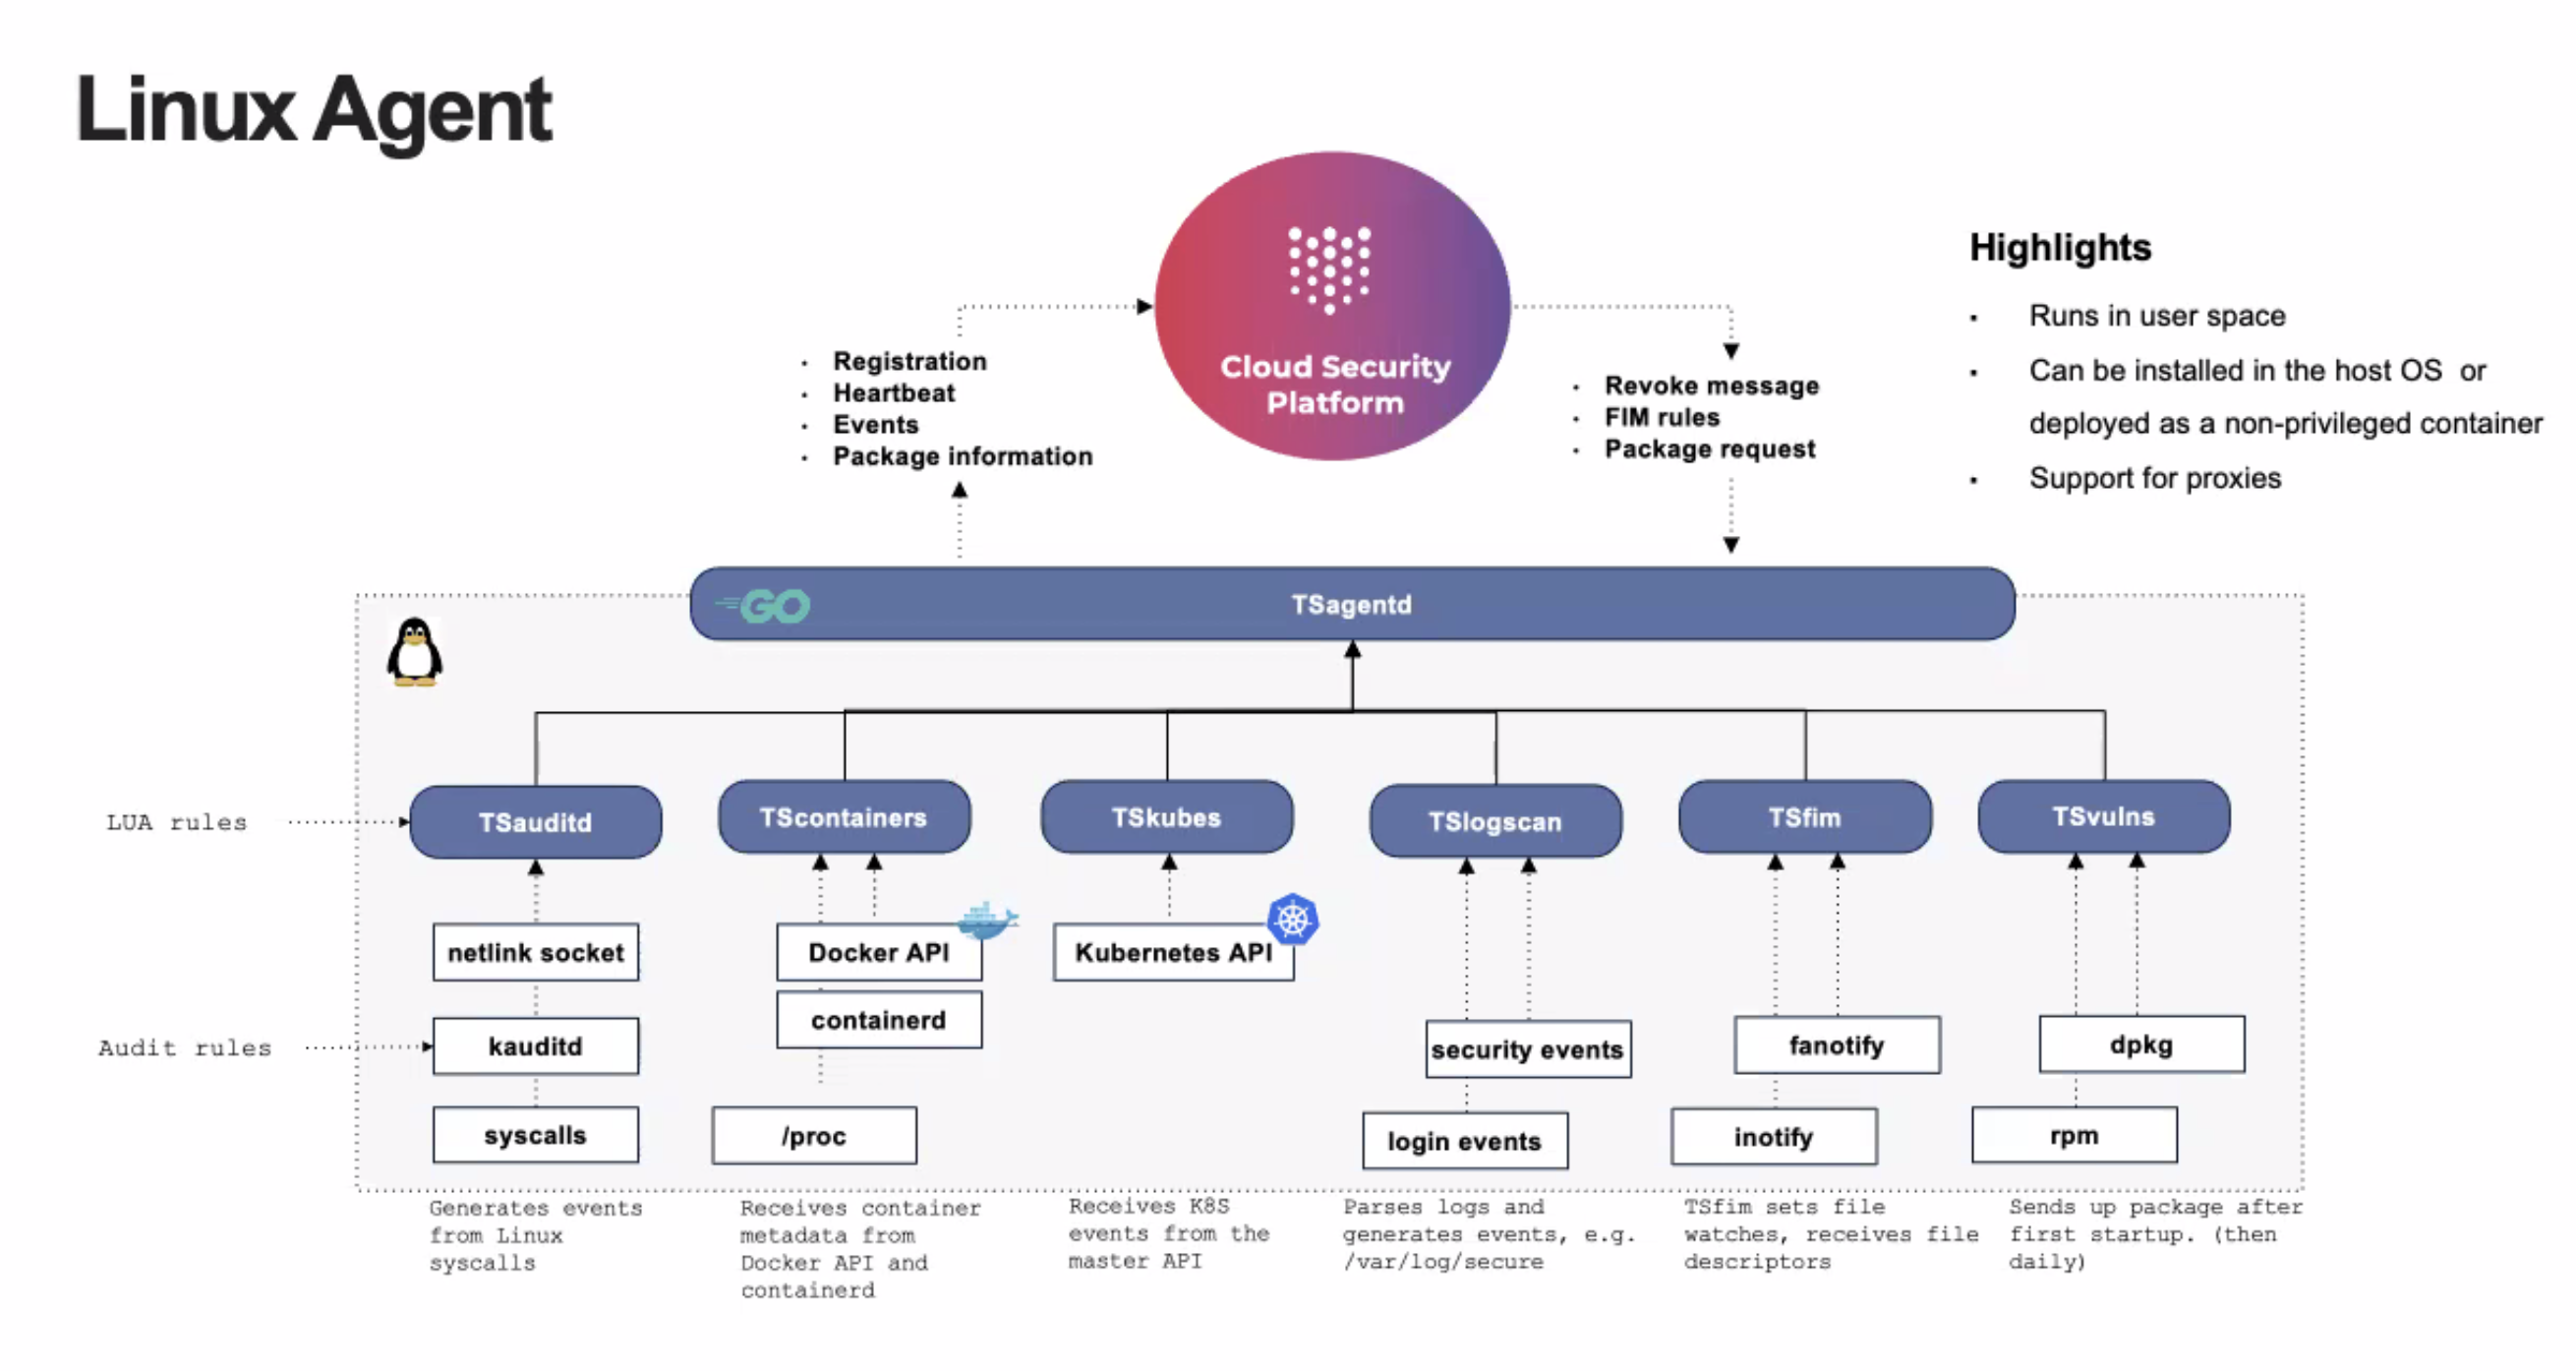 Linux Agent
Cloud Security
Platform
Registration
Heartbeat
Events
Package information
Revoke message
FIM rules
Package request
Highlights
Runs in user space
Can be installed in the host OS or
deployed as a non-privileged container
Support for proxies
GO
TSagentd
LUA rules
TSauditd
TScontainers
TSkubes
TSlogscan
TSfim
TSvulns
netlink socket
Docker API
Kubernetes API
containerd
Audit rules
kauditd
security events
fanotify
dpkg
syscalls
/proc
login events
inotify
rpm
Generates events
from Linux
syscalls
Receives container
metadata from
Docker API and
containerd
Receives K8S
events from the
master API
Parses logs and
generates events, e.g.
/var/log/secure
TSfim sets file
watches, receives file
descriptors
Sends up package after
first startup. (then
daily)